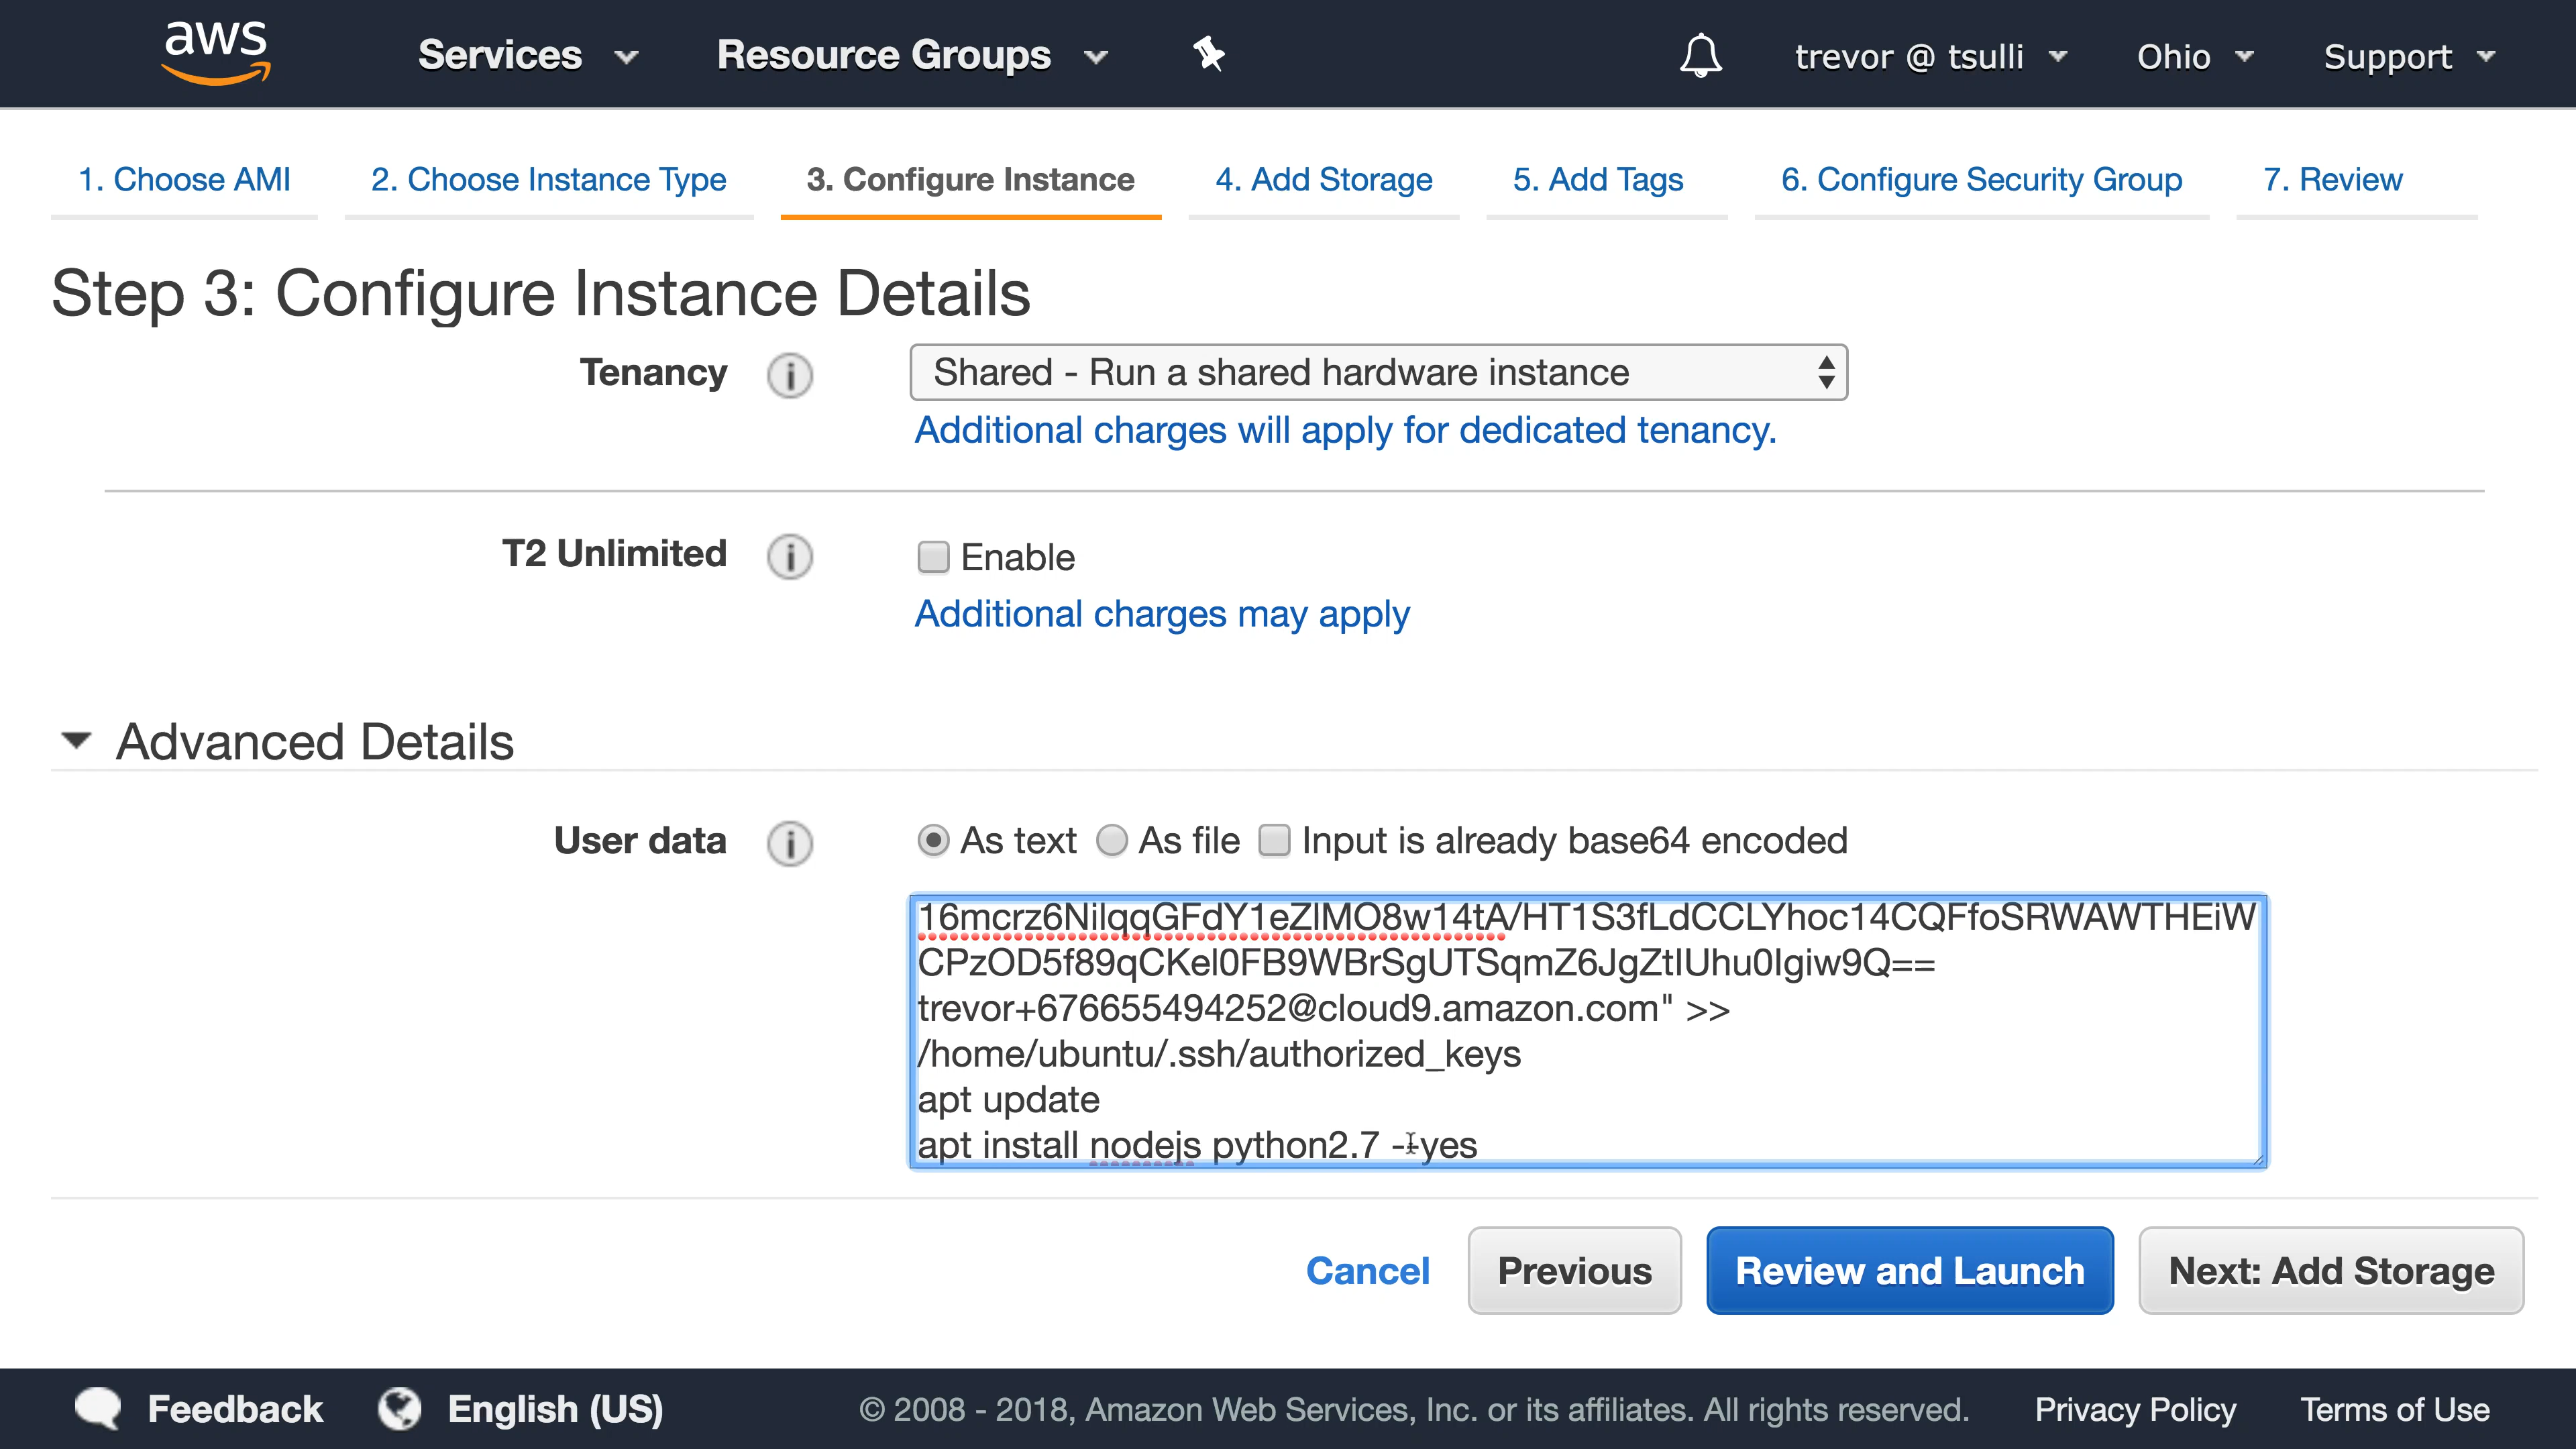 aws
Services
Resource Groups
trevor @ tsulli
Ohio
Support
1. Choose AMI
2. Choose Instance Type
3. Configure Instance
4. Add Storage
5. Add Tags
6. Configure Security Group
7. Review
Step 3: Configure Instance Details
Tenancy
Shared - Run a shared hardware instance
Additional charges will apply for dedicated tenancy.
T2 Unlimited
Enable
Additional charges may apply
Advanced Details
User data
As text
As file
Input is already base64 encoded
16mcrz6NilqqGFdY1eZlMO8w14tA/HT1S3fLdCCLYhoc14CQFfoSRWAWTHEiW
CPzOD5f89qCKel0FB9WBrSgUTSqmZ6JgZtIUhu0Igiw9Q==
trevor+676655494252@cloud9.amazon.com" >>
/home/ubuntu/.ssh/authorized_keys
apt update
apt install nodejs python2.7 --yes
Cancel
Previous
Review and Launch
Next: Add Storage
Feedback
English (US)
© 2008 - 2018, Amazon Web Services, Inc. or its affiliates. All rights reserved.
Privacy Policy
Terms of Use